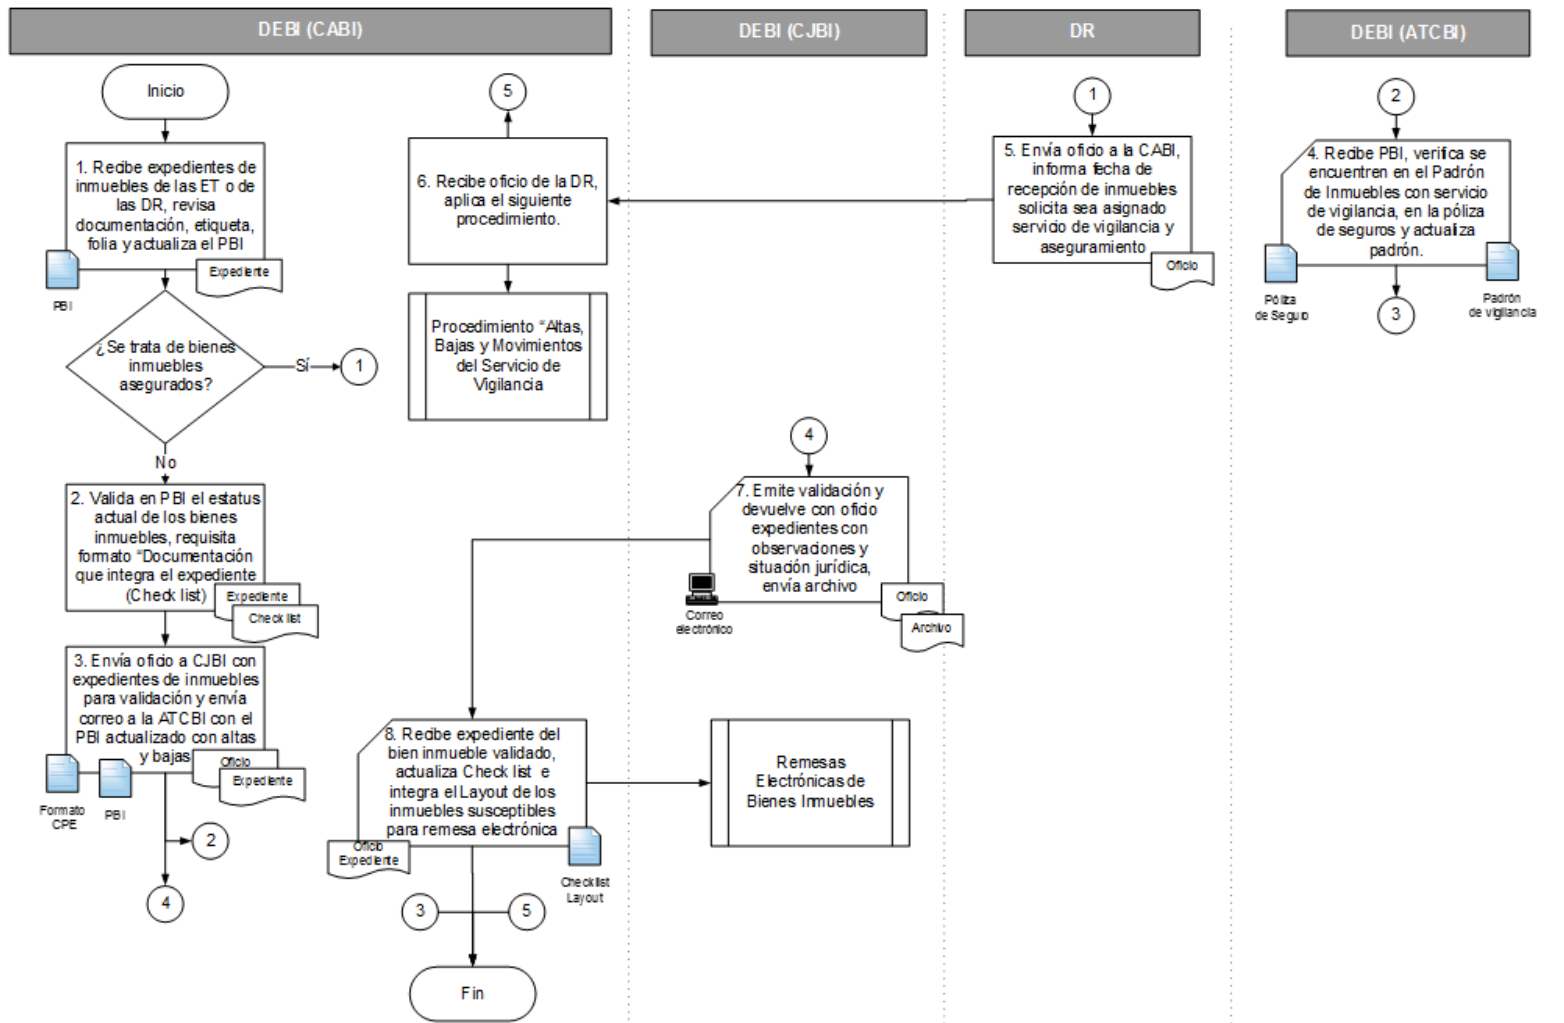 DEBI (CABI)
DEBI (CJBI)
DR
DEBI (ATCBI)
Inicio
1. Recibe expedientes de
inmuebles de las ET o de
las DR, revisa
documentación, etiqueta,
folia y actualiza el PBI
PBI
Expediente
¿Se trata de bienes
inmuebles
asegurados?
Sí
1
No
2. Valida en PBI el estatus
actual de los bienes
inmuebles, requisita
formato “Documentación
que integra el expediente
(Check list)
Expediente
Check list
3. Envía oficio a CJBI con
expedientes de inmuebles
para validación y envía
correo a la ATCBI con el
PBI actualizado con altas
y bajas
Oficio
Expediente
Formato
CPE
PBI
2
4
5
6. Recibe oficio de la DR,
aplica el siguiente
procedimiento.
Procedimiento “Altas,
Bajas y Movimientos
del Servicio de
Vigilancia
8. Recibe expediente del
bien inmueble validado,
actualiza Check list e
integra el Layout de los
inmuebles susceptibles
para remesa electrónica
Oficio
Expediente
Checklist
Layout
3
5
Fin
4
7. Emite validación y
devuelve con oficio
expedientes con
observaciones y
situación jurídica,
envía archivo
Correo
electrónico
Oficio
Archivo
Remesas
Electrónicas de
Bienes Inmuebles
1
5. Envía oficio a la CABI,
informa fecha de
recepción de inmuebles
solicita sea asignado
servicio de vigilancia y
aseguramiento
Oficio
2
4. Recibe PBI, verifica se
encuentren en el Padrón
de Inmuebles con servicio
de vigilancia, en la póliza
de seguros y actualiza
padrón.
Póliza
de Seguro
Padrón
de vigilancia
3